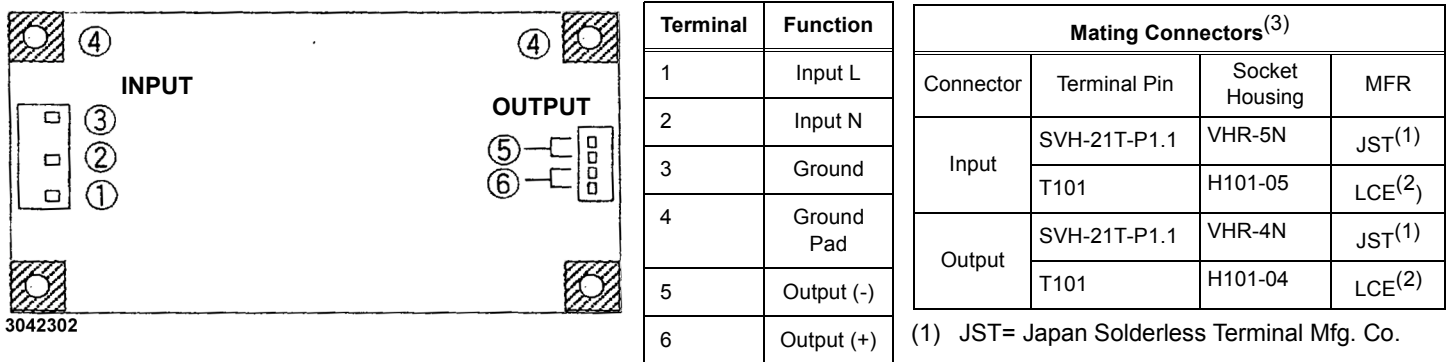 ④ ④
INPUT
OUTPUT
③
②
①
⑤
⑥
3042302
Terminal Function
1 Input L
2 Input N
3 Ground
4 Ground
Pad
5 Output (-)
6 Output (+)
Mating Connectors(3)
Connector Terminal Pin Socket
Housing MFR
Input SVH-21T-P1.1 VHR-5N JST(1)
T101 H101-05 LCE(2)
Output SVH-21T-P1.1 VHR-4N JST(1)
T101 H101-04 LCE(2)
(1) JST= Japan Solderless Terminal Mfg. Co.